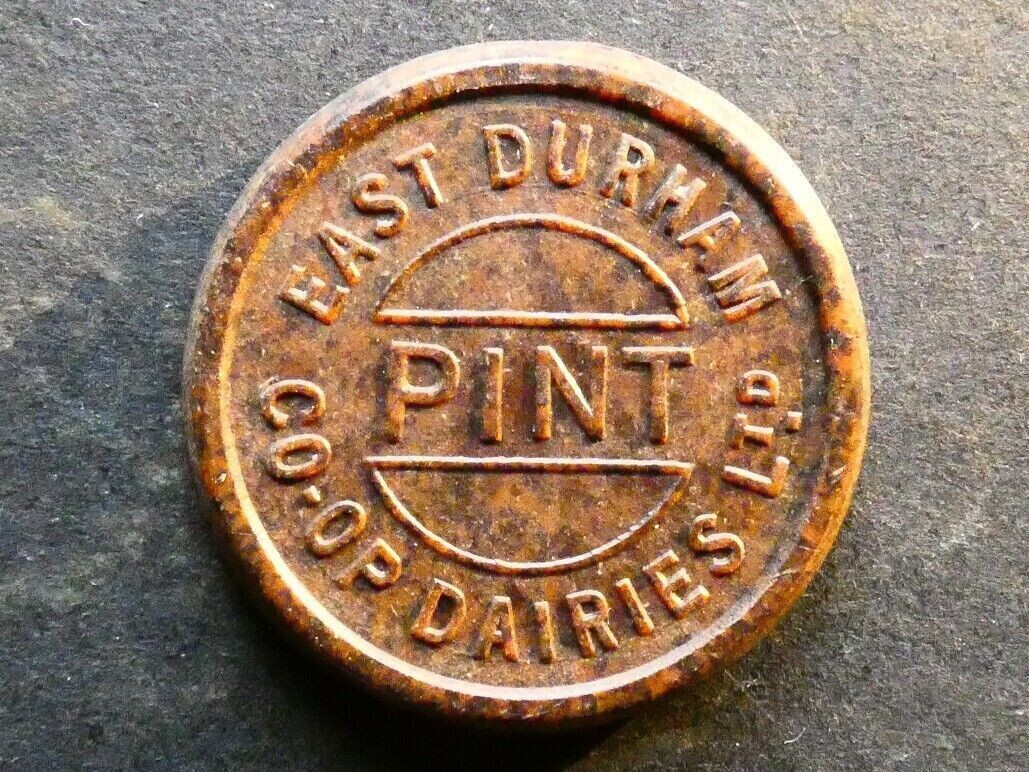 EAST DURHAM
PINT
CO-OP DAIRIES LTD.